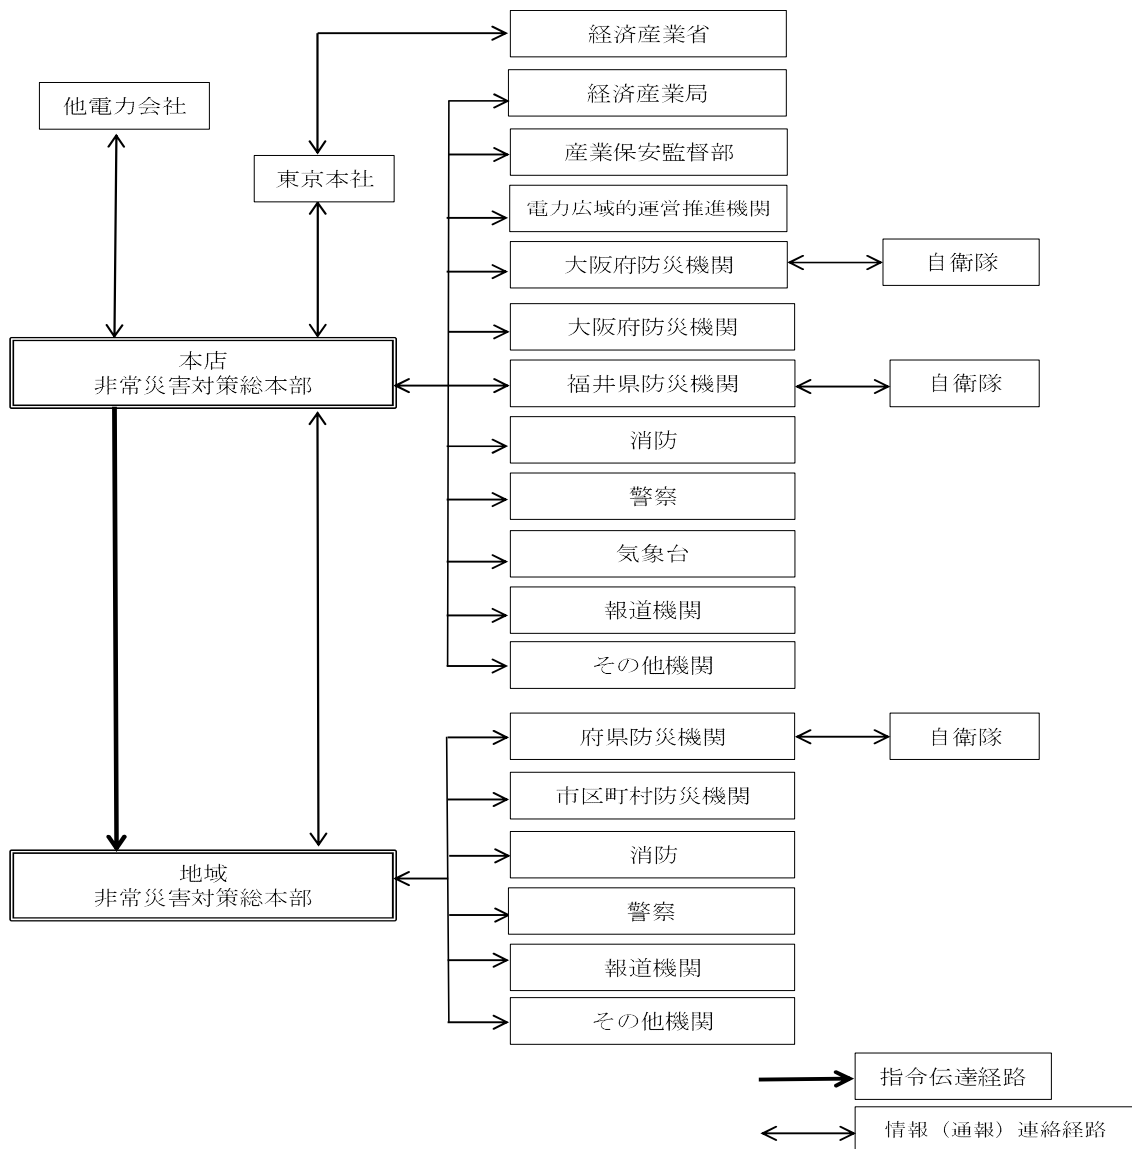 経済産業省
他電力会社
経済産業局
東京本社
産業保安監督部
電力広域的運営推進機関
大阪府防災機関
自衛隊
大阪府防災機関
本店
非常災害対策総本部
福井県防災機関
自衛隊
消防
警察
気象台
報道機関
その他機関
府県防災機関
自衛隊
市区町村防災機関
消防
地域
非常災害対策総本部
警察
報道機関
その他機関
指令伝達経路
情報（通報）連絡経路